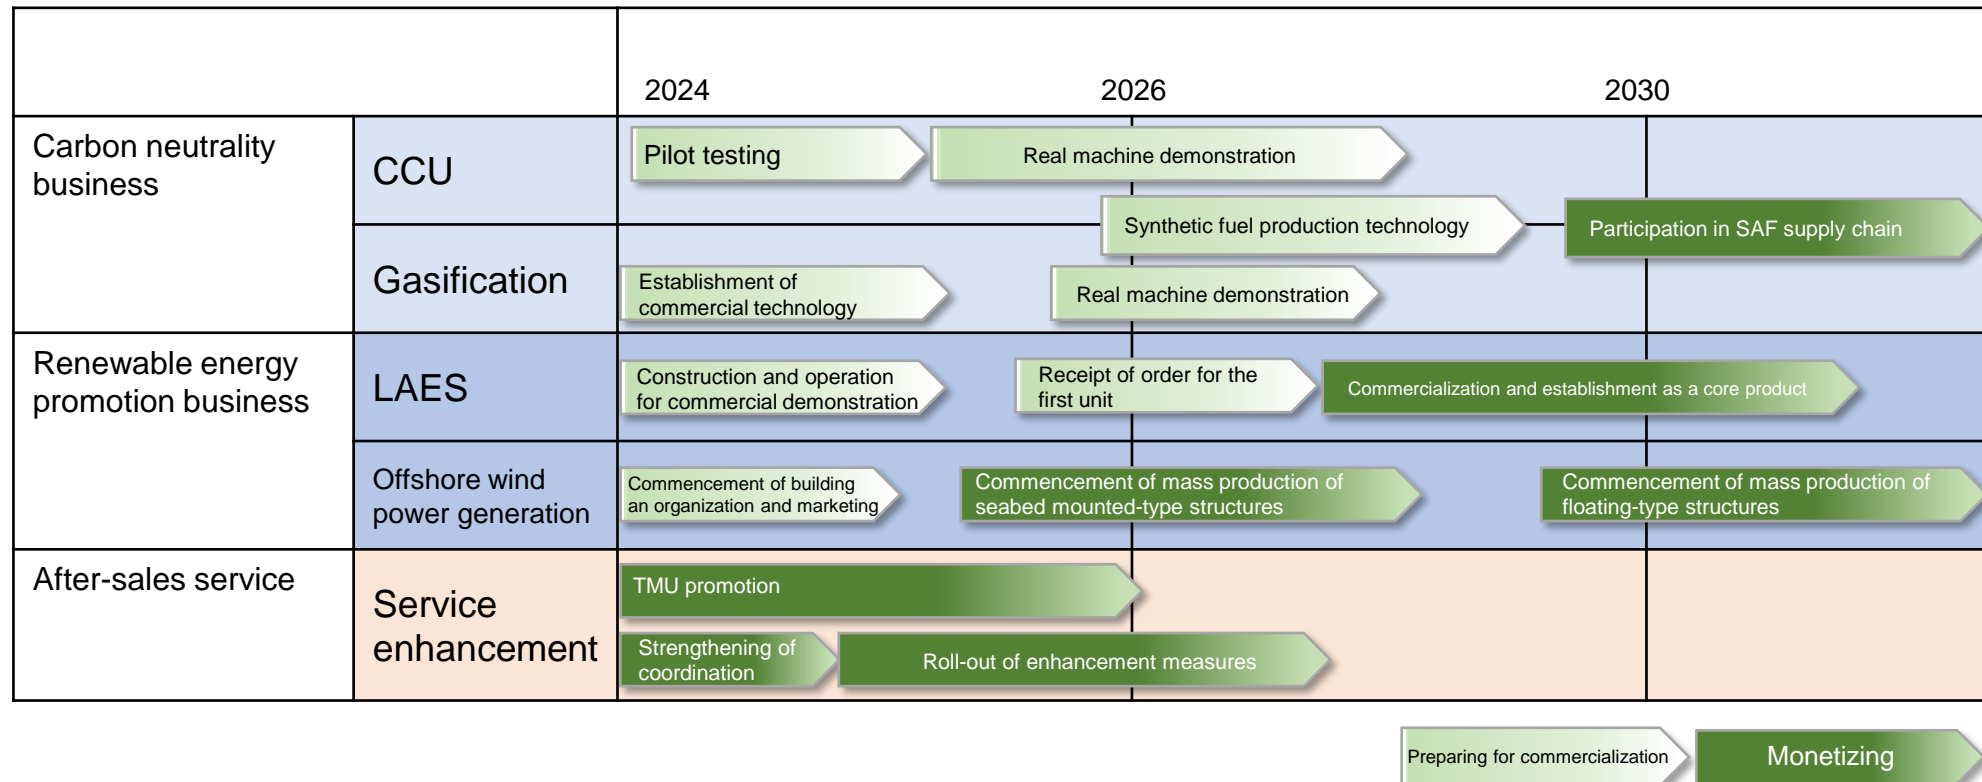 2024
2026
2030
Carbon neutrality
business
CCU
Pilot testing
Real machine demonstration
Synthetic fuel production technology
Participation in SAF supply chain
Gasification
Establishment of
commercial technology
Real machine demonstration
Renewable energy
promotion business
LAES
Construction and operation
for commercial demonstration
Receipt of order for the
first unit
Commercialization and establishment as a core product
Offshore wind
power generation
Commencement of building
an organization and marketing
Commencement of mass production of
seabed mounted-type structures
Commencement of mass production of
floating-type structures
After-sales service
Service
enhancement
TMU promotion
Strengthening of
coordination
Roll-out of enhancement measures
Preparing for commercialization
Monetizing